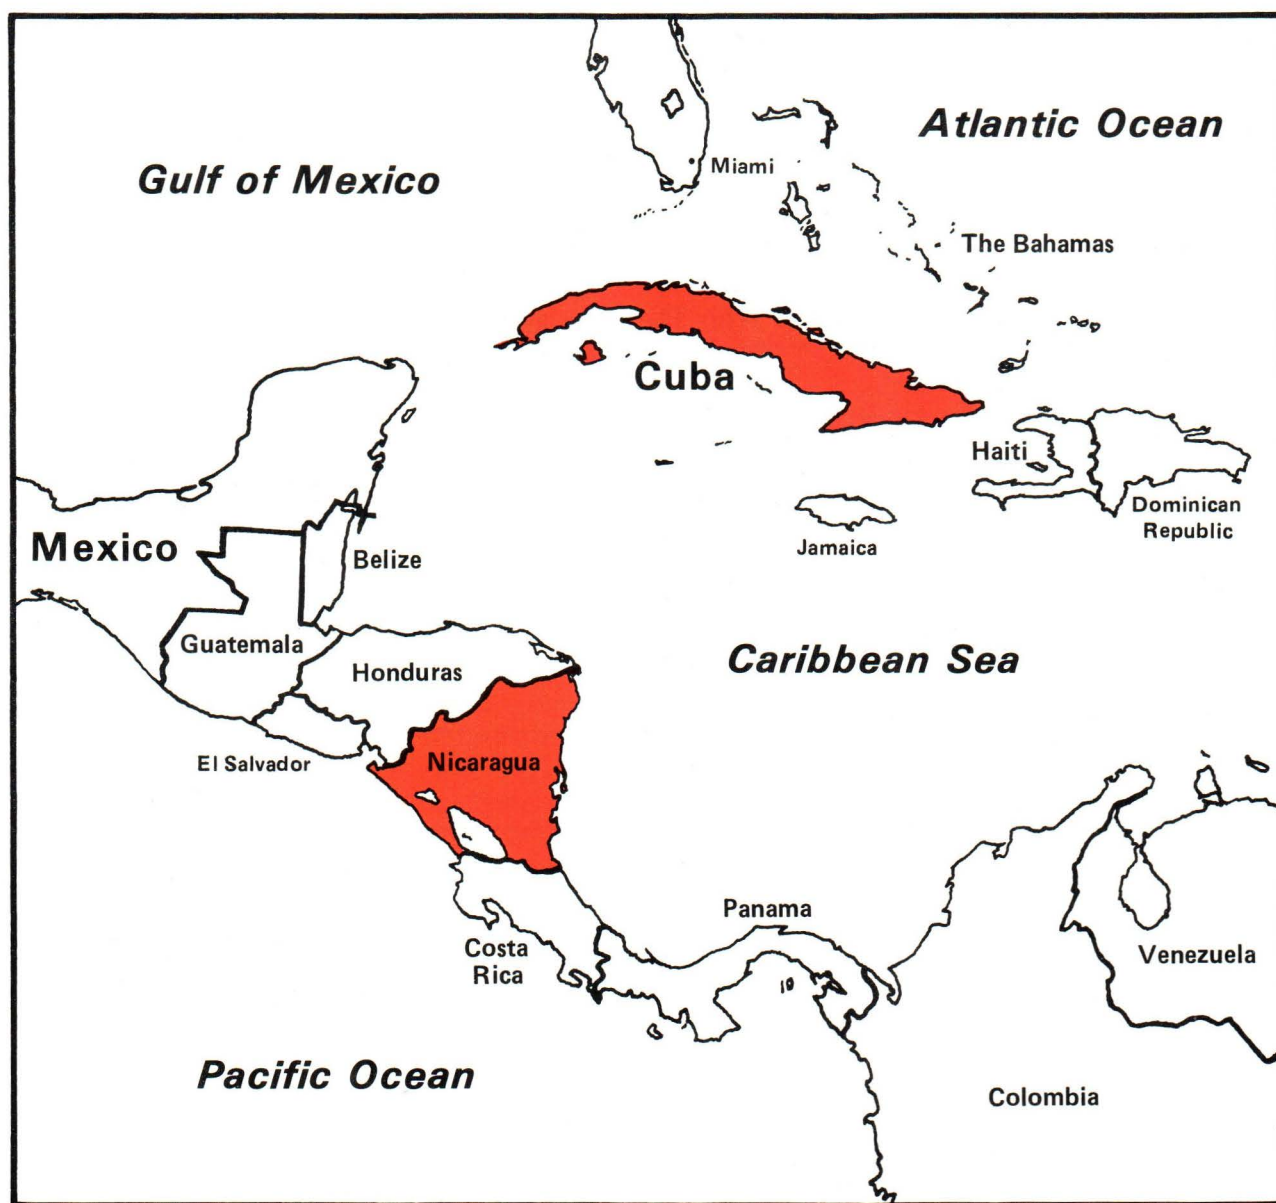 Atlantic Ocean
Gulf of Mexico
Miami
The Bahamas
Cuba
Haiti
Dominican
Republic
Mexico
Jamaica
Belize
Guatemala
Honduras
Caribbean Sea
El Salvador
Nicaragua
Panama
Costa
Rica
Venezuela
Pacific Ocean
Colombia